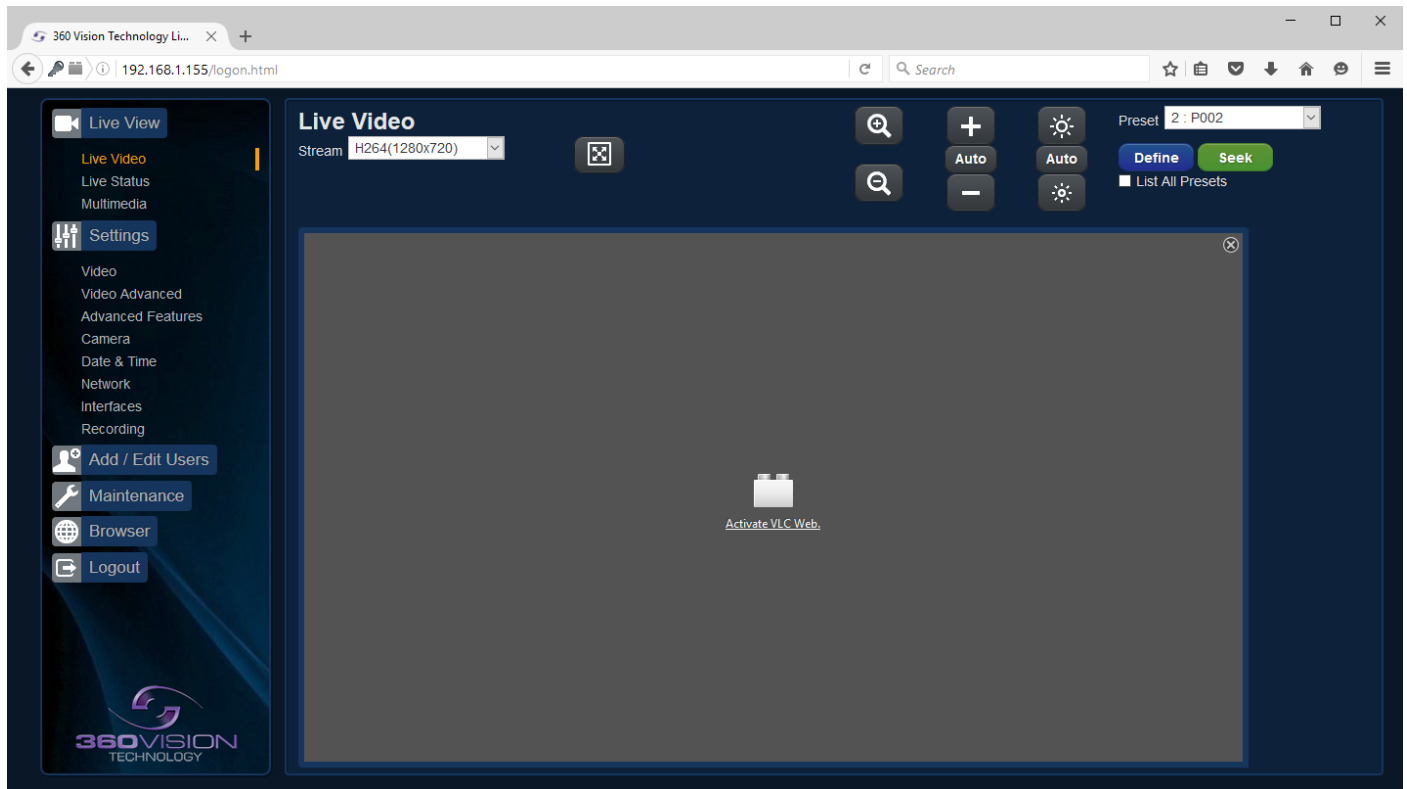 360 Vision Technology Li...
192.168.1.155/logon.html
Search
Live View
Live Video
Live Status
Multimedia
Settings
Video
Video Advanced
Advanced Features
Camera
Date & Time
Network
Interfaces
Recording
Add / Edit Users
Maintenance
Browser
Logout
360VISION
TECHNOLOGY
Live Video
Stream H264(1280x720)
Auto
Auto
Preset 2 : P002
Define Seek
List All Presets
Activate VLC Web.